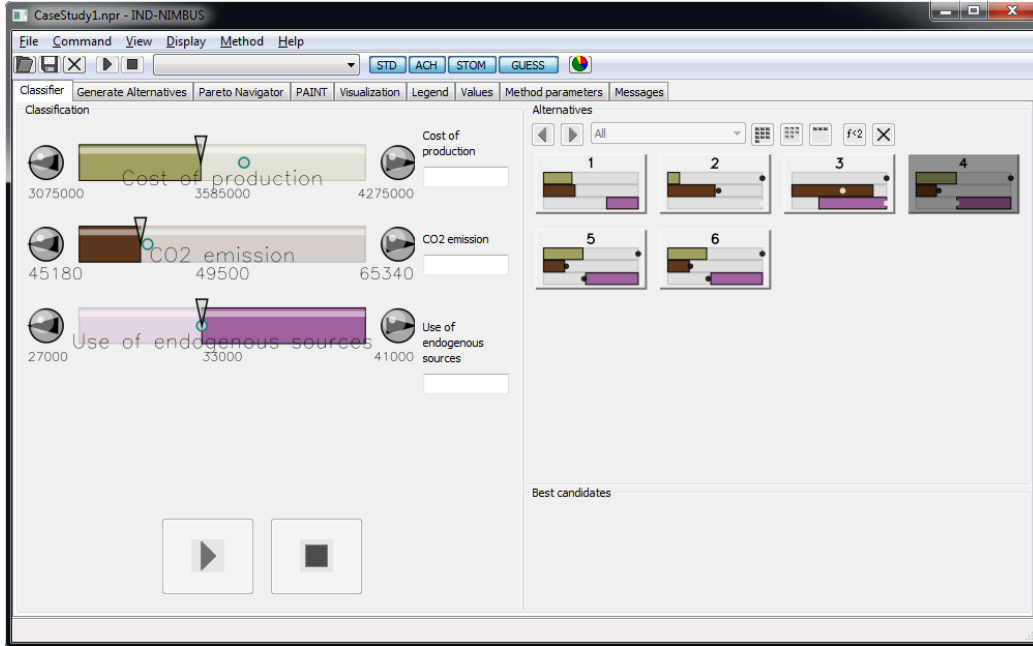 CaseStudy1.npr - IND-NIMBUS
File Command View Display Method Help
STD ACH STOM GUESS
Classifier Generate Alternatives Pareto Navigator PAINT Visualization Legend Values Method parameters Messages
Classification
Cost of production
3075000 3585000 4275000
Cost of
production
CO2 emission
45180 49500 65340
CO2 emission
Use of endogenous sources
27000 33000 41000
Use of
endogenous
sources
Alternatives
All f<2
1 2 3 4
5 6
Best candidates